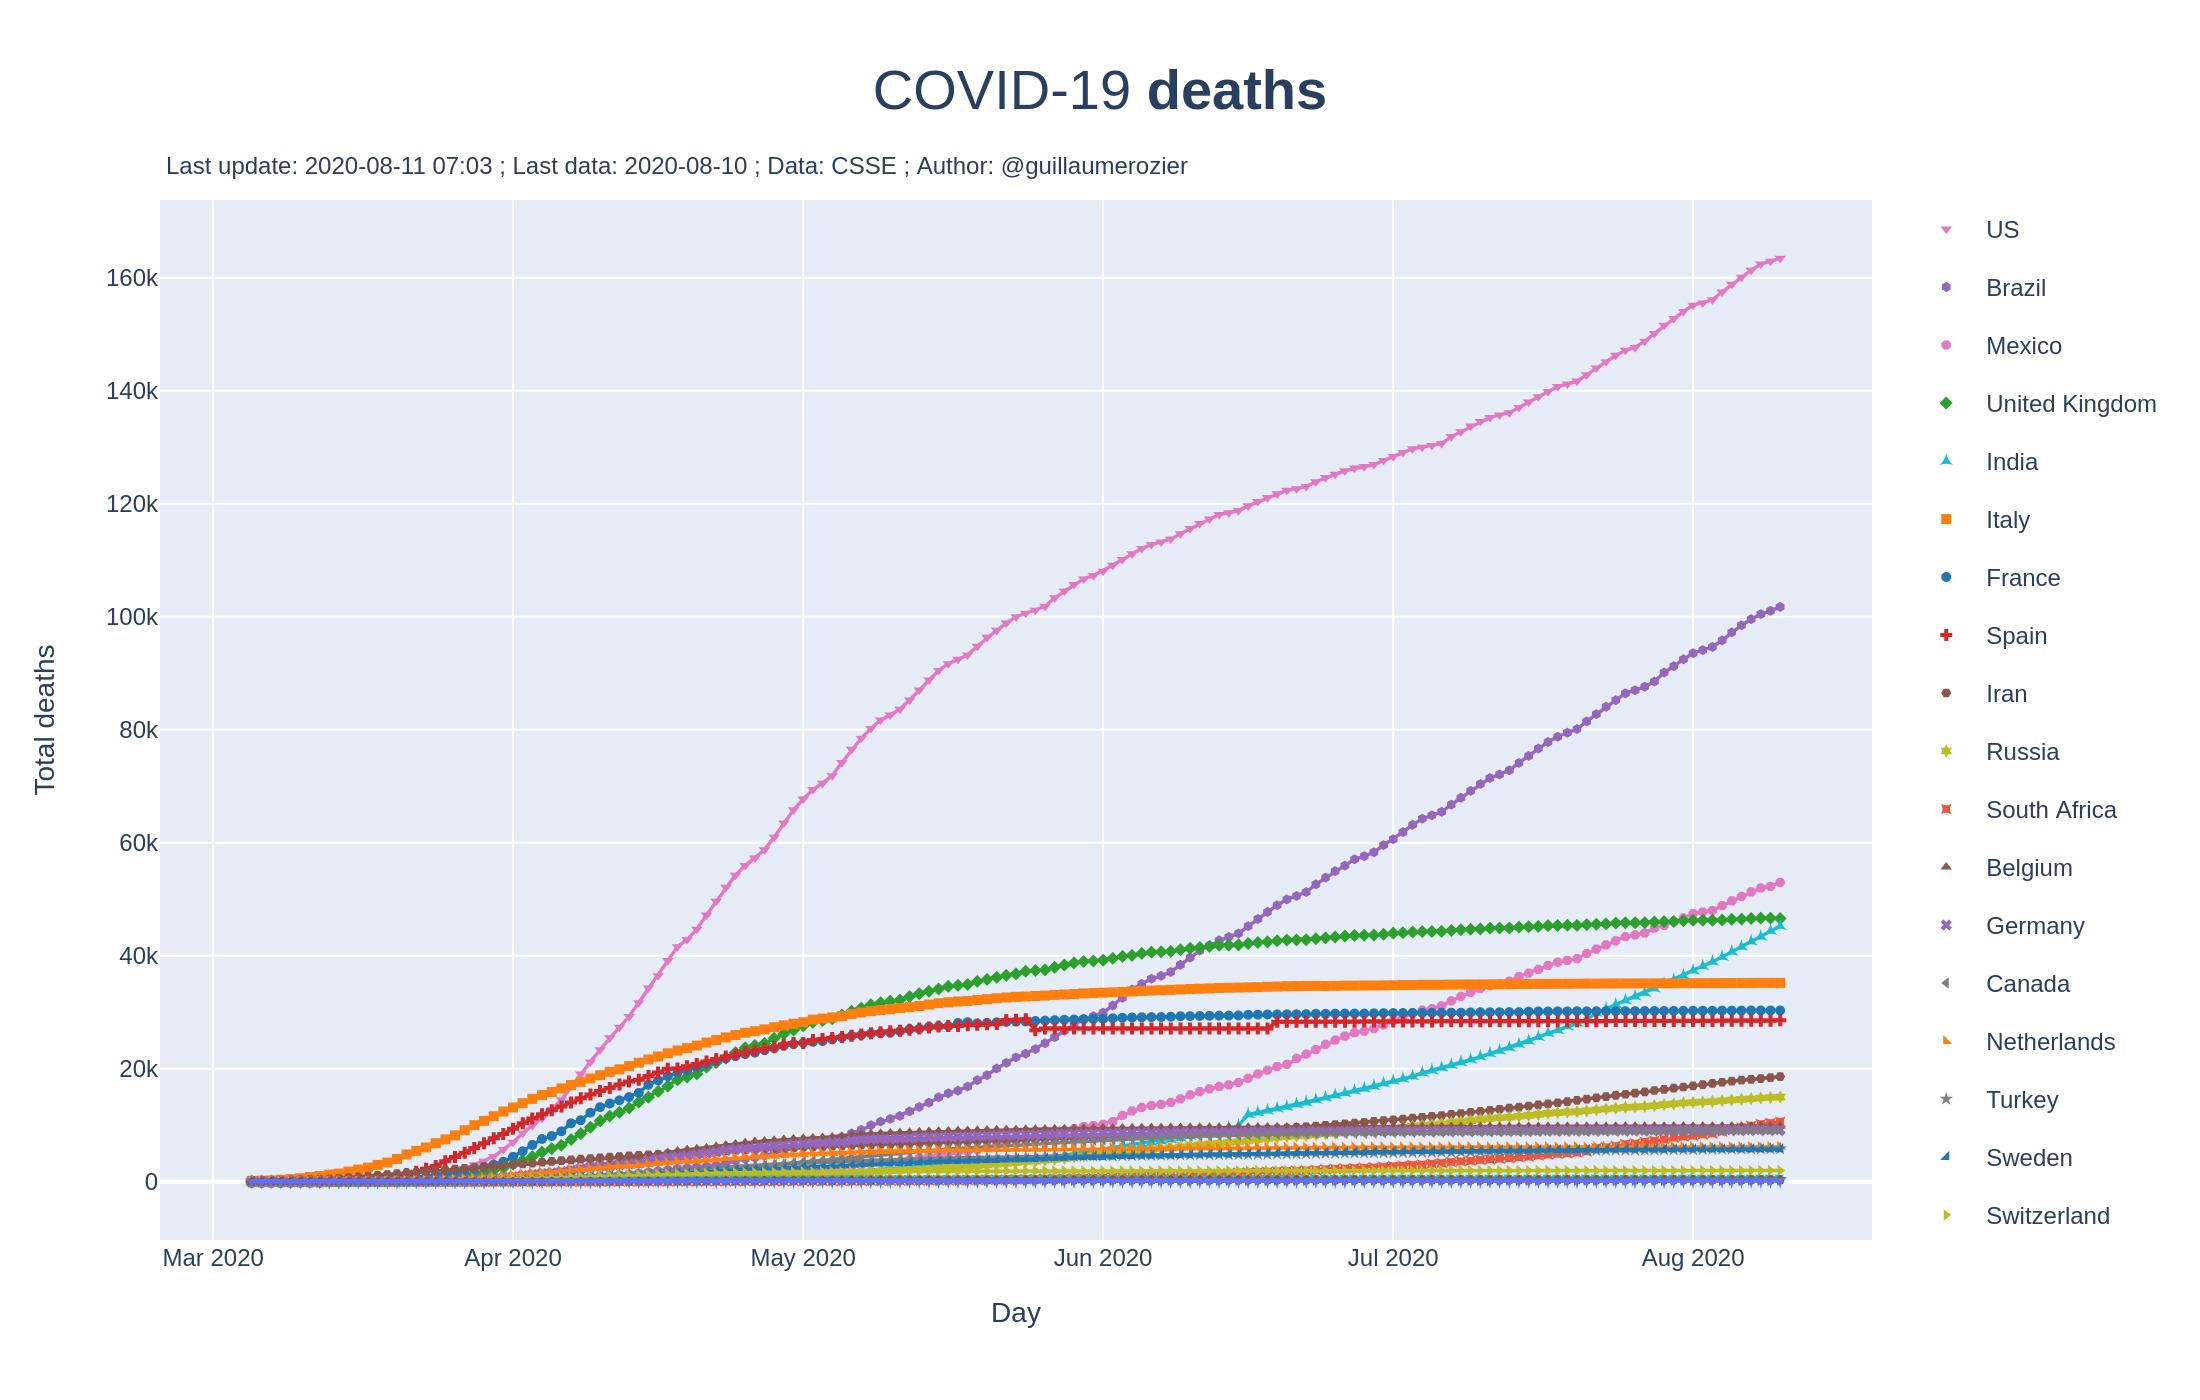 COVID-19 deaths
Last update: 2020-08-11 07:03 ; Last data: 2020-08-10 ; Data: CSSE ; Author: @guillaumerozier
160k
140k
120k
100k
80k
60k
40k
20k
0
Total deaths
Mar 2020
Apr 2020
May 2020
Jun 2020
Jul 2020
Aug 2020
Day
US
Brazil
Mexico
United Kingdom
India
Italy
France
Spain
Iran
Russia
South Africa
Belgium
Germany
Canada
Netherlands
Turkey
Sweden
Switzerland